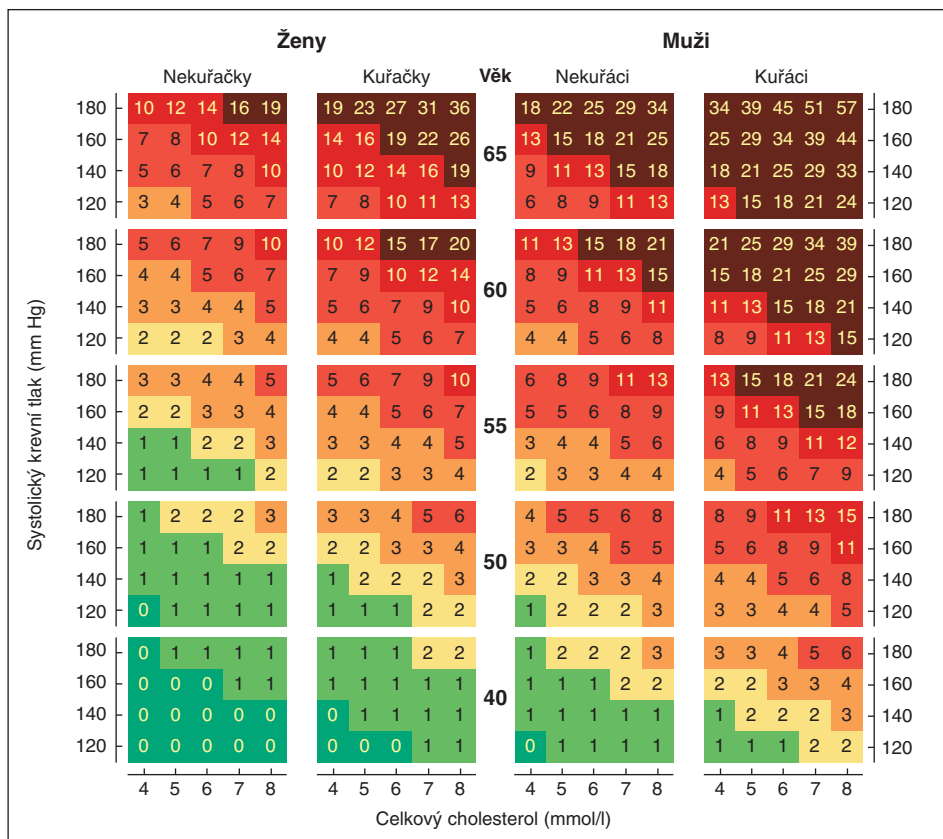 Ženy Muži
Nekuřačky Kuřačky Věk Nekuřáci Kuřáci
180 10 12 14 16 19 19 23 27 31 36 18 22 25 29 34 34 39 45 51 57 180
160 7 8 10 12 14 14 16 19 22 26 13 15 18 21 25 25 29 34 39 44 160
65
140 5 6 7 8 10 10 12 14 16 19 9 11 13 15 18 18 21 25 29 33 140
120 3 4 5 6 7 7 8 10 11 13 6 8 9 11 13 13 15 18 21 24 120
180 5 6 7 9 10 10 12 15 17 20 11 13 15 18 21 21 25 29 34 39 180
160 4 4 5 6 7 7 9 10 12 14 8 9 11 13 15 15 18 21 25 29 160
60
140 3 3 4 4 5 5 6 7 9 10 5 6 8 9 11 11 13 15 18 21 140
120 2 2 2 3 4 4 4 5 6 7 4 4 5 6 8 8 9 11 13 15 120
180 3 3 4 4 5 5 6 7 9 10 6 8 9 11 13 13 15 18 21 24 180
160 2 2 3 3 4 4 4 5 6 7 5 5 6 8 9 9 11 13 15 18 160
55
140 1 1 2 2 3 3 3 4 4 5 3 4 4 5 6 6 8 9 11 12 140
120 1 1 1 1 2 2 2 3 3 4 2 3 3 4 4 4 5 6 7 9 120
180 1 2 2 2 3 3 3 4 5 6 4 5 5 6 8 8 9 11 13 15 180
160 1 1 1 2 2 2 2 3 3 4 3 3 4 5 5 5 6 8 9 11 160
50
140 1 1 1 1 1 1 2 2 2 3 2 2 3 3 4 4 4 5 6 8 140
120 0 1 1 1 1 1 1 1 2 2 1 2 2 2 3 3 3 4 4 5 120
180 0 1 1 1 1 1 1 1 2 2 1 2 2 2 3 3 3 4 5 6 180
160 0 0 0 1 1 1 1 1 1 1 1 1 1 2 2 2 2 3 3 4 160
40
140 0 0 0 0 0 0 1 1 1 1 1 1 1 1 1 1 2 2 2 3 140
120 0 0 0 0 0 0 0 0 1 1 0 1 1 1 1 1 1 1 2 2 120
4 5 6 7 8 4 5 6 7 8 4 5 6 7 8 4 5 6 7 8
Celkový cholesterol (mmol/l)
Systolický krevní tlak (mm Hg)